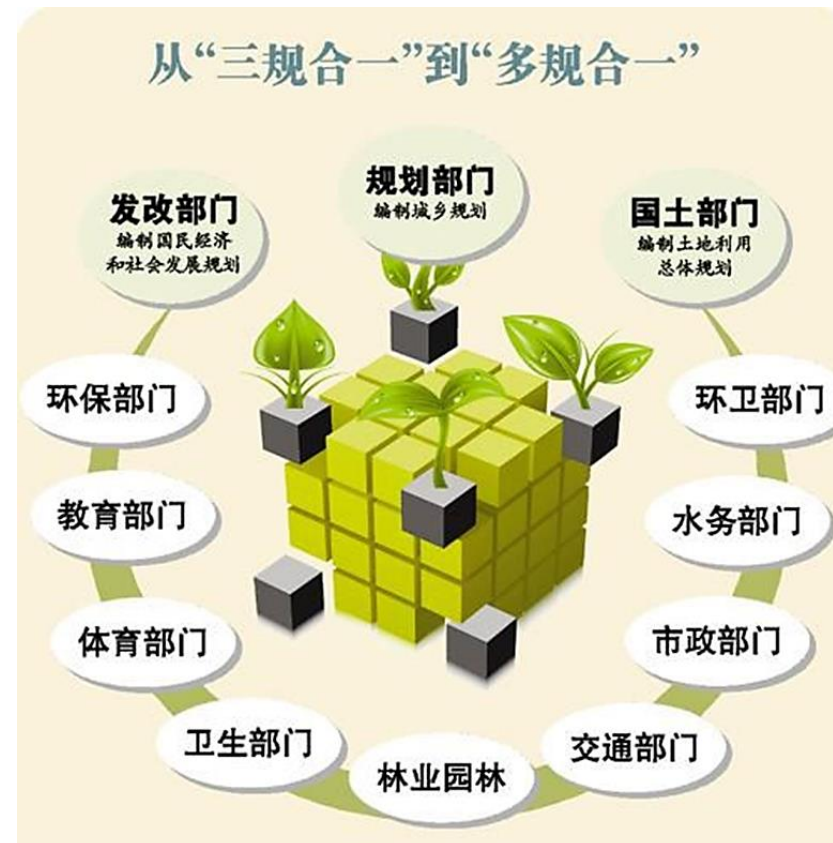 从“三规合一”到“多规合一”
发改部门
编制国民经济
和社会发展规划
规划部门
编制城乡规划
国土部门
编制土地利用
总体规划
环保部门
环卫部门
教育部门
水务部门
体育部门
市政部门
卫生部门
林业园林
交通部门